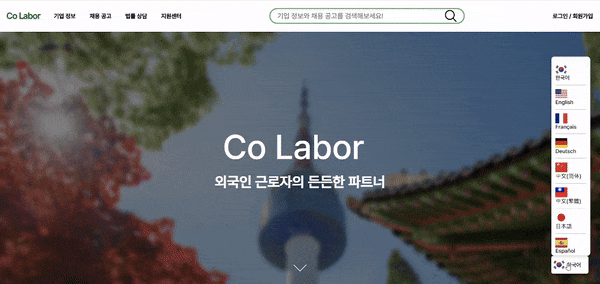 Co Labor
기업 정보
채용 공고
법률 상담
지원센터
기업 정보와 채용 공고를 검색해보세요!
로그인 / 회원가입
Co Labor
외국인 근로자의 든든한 파트너
한국어
English
Français
Deutsch
中文(简体)
中文(繁體)
日本語
Español
한국어